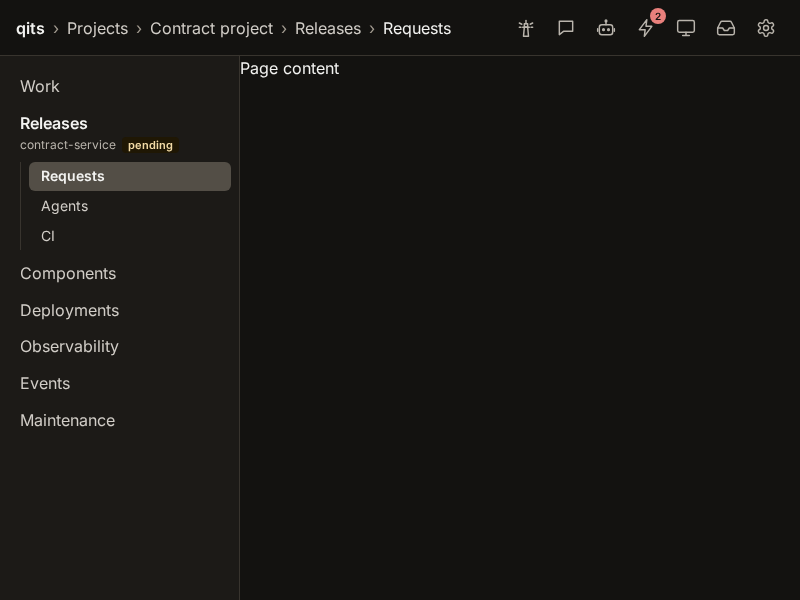 qits › Projects › Contract project › Releases › Requests
2
Work
Releases
contract-service pending
Requests
Agents
CI
Components
Deployments
Observability
Events
Maintenance
Page content